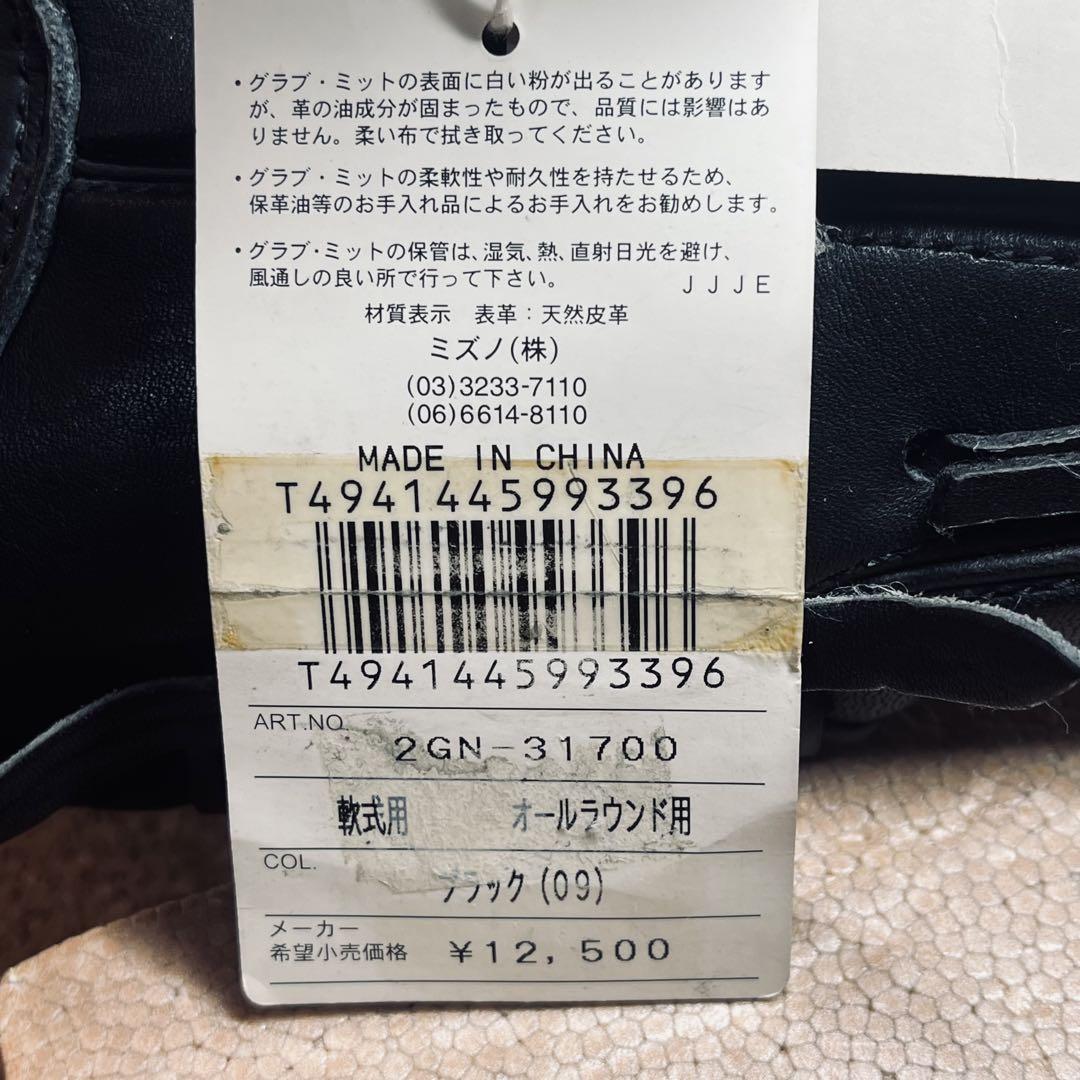 ・グラブ・ミットの表面に白い粉が出ることがあります
が、革の油成分が固まったもので、品質には影響はあ
りません。柔い布で拭き取ってください。
・グラブ・ミットの柔軟性や耐久性を持たせるため、
保革油等のお手入れ品によるお手入れをお勧めします。
・グラブ・ミットの保管は、湿気、熱、直射日光を避け、
風通しの良い所で行って下さい。 JJJE
材質表示 表革：天然皮革
ミズノ(株)
(03)3233-7110
(06)6614-8110
MADE IN CHINA
T4941445993396
T4941445993396
ART.NO.
2GN-31700
軟式用 オールラウンド用
COL.
ブラック(09)
メーカー
希望小売価格 ¥12,500